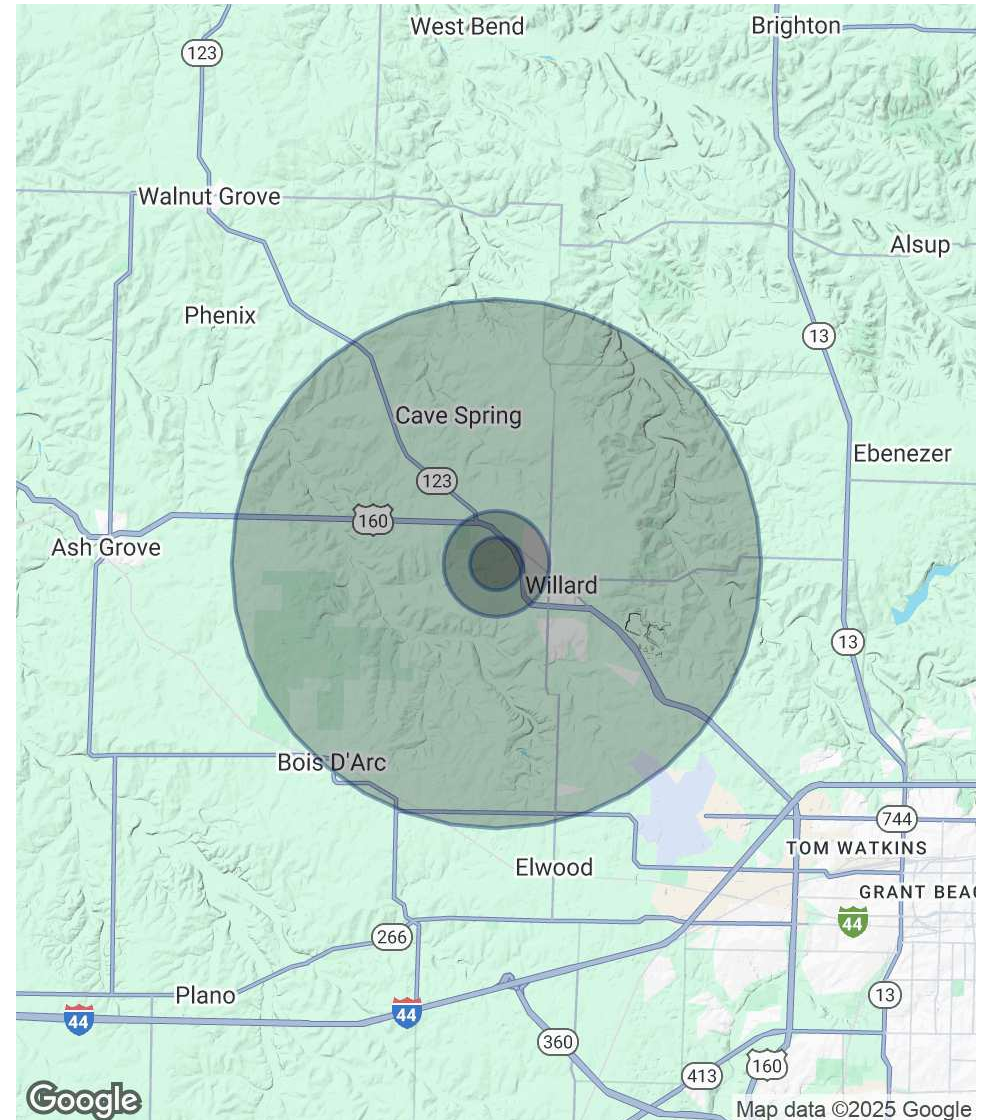 West Bend
Brighton
123
Walnut Grove
Alsup
Phenix
13
Cave Spring
Ebenezer
123
160
Ash Grove
Willard
13
Bois D'Arc
744
TOM WATKINS
Elwood
GRANT BEAC
44
266
Plano
13
44
44
360
160
413
Google
Map data ©2025 Google